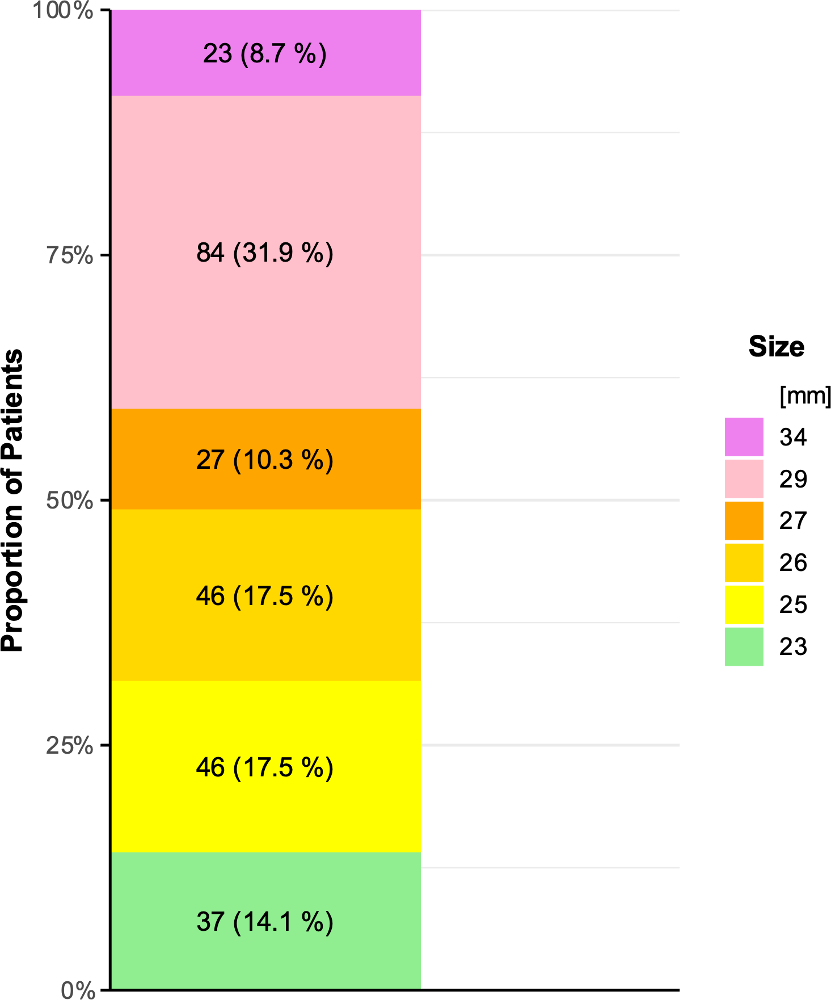 100%
75%
50%
25%
0%
Proportion of Patients
23 (8.7 %)
84 (31.9 %)
27 (10.3 %)
46 (17.5 %)
46 (17.5 %)
37 (14.1 %)
Size
[mm]
34
29
27
26
25
23